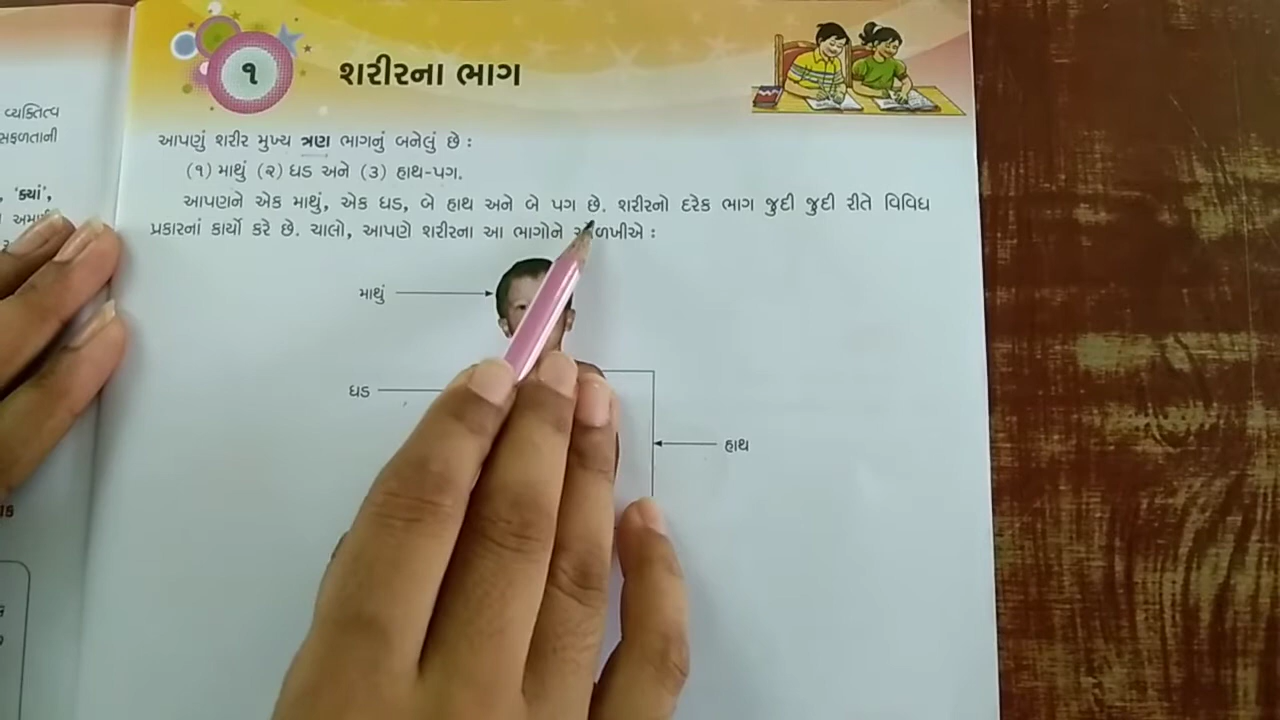 વ્યક્તિત્વ
સફળતાની
'ક્યાં',
૧ શરીરના ભાગ
આપણું શરીર મુખ્ય ત્રણ ભાગનું બનેલું છે :
(૧) માથું (૨) ધડ અને (૩) હાથ-પગ.
આપણને એક માથું, એક ધડ, બે હાથ અને બે પગ છે. શરીરનો દરેક ભાગ જુદી જુદી રીતે વિવિધ
પ્રકારનાં કાર્યો કરે છે. ચાલો, આપણે શરીરના આ ભાગોને :
માથું
ધડ
હાથ